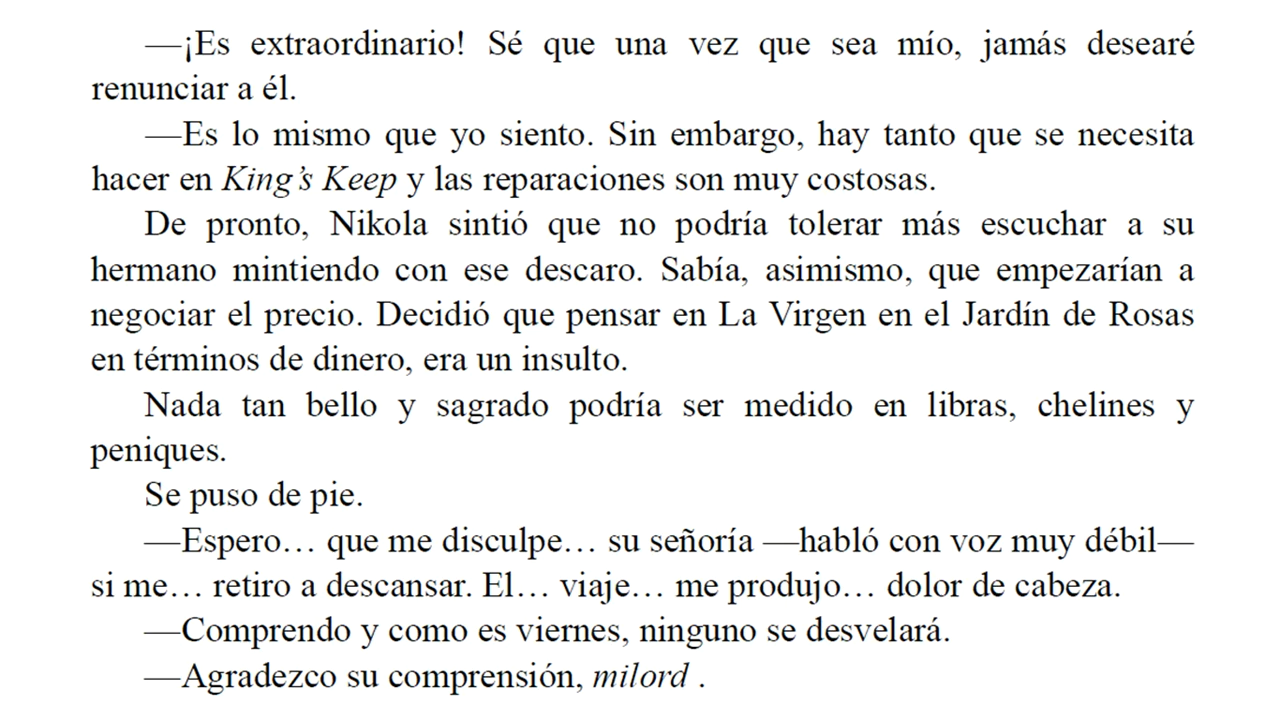 —¡Es extraordinario! Sé que una vez que sea mío, jamás desearé
renunciar a él.
—Es lo mismo que yo siento. Sin embargo, hay tanto que se necesita
hacer en King’s Keep y las reparaciones son muy costosas.
De pronto, Nikola sintió que no podría tolerar más escuchar a su
hermano mintiendo con ese descaro. Sabía, asimismo, que empezarían a
negociar el precio. Decidió que pensar en La Virgen en el Jardín de Rosas
en términos de dinero, era un insulto.
Nada tan bello y sagrado podría ser medido en libras, chelines y
peniques.
Se puso de pie.
—Espero… que me disculpe… su señoría —habló con voz muy débil—
si me… retiro a descansar. El… viaje… me produjo… dolor de cabeza.
—Comprendo y como es viernes, ninguno se desvelará.
—Agradezco su comprensión, milord .